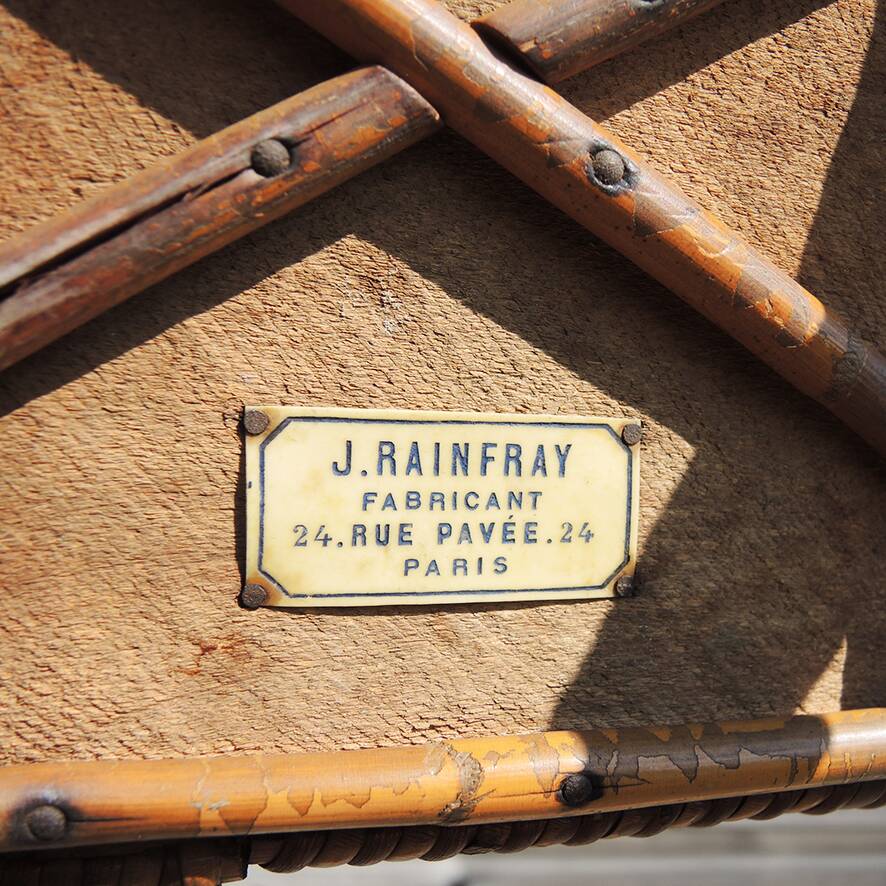 J. RAINFRAY
FABRICANT
24. RUE PAVÉE. 24
PARIS